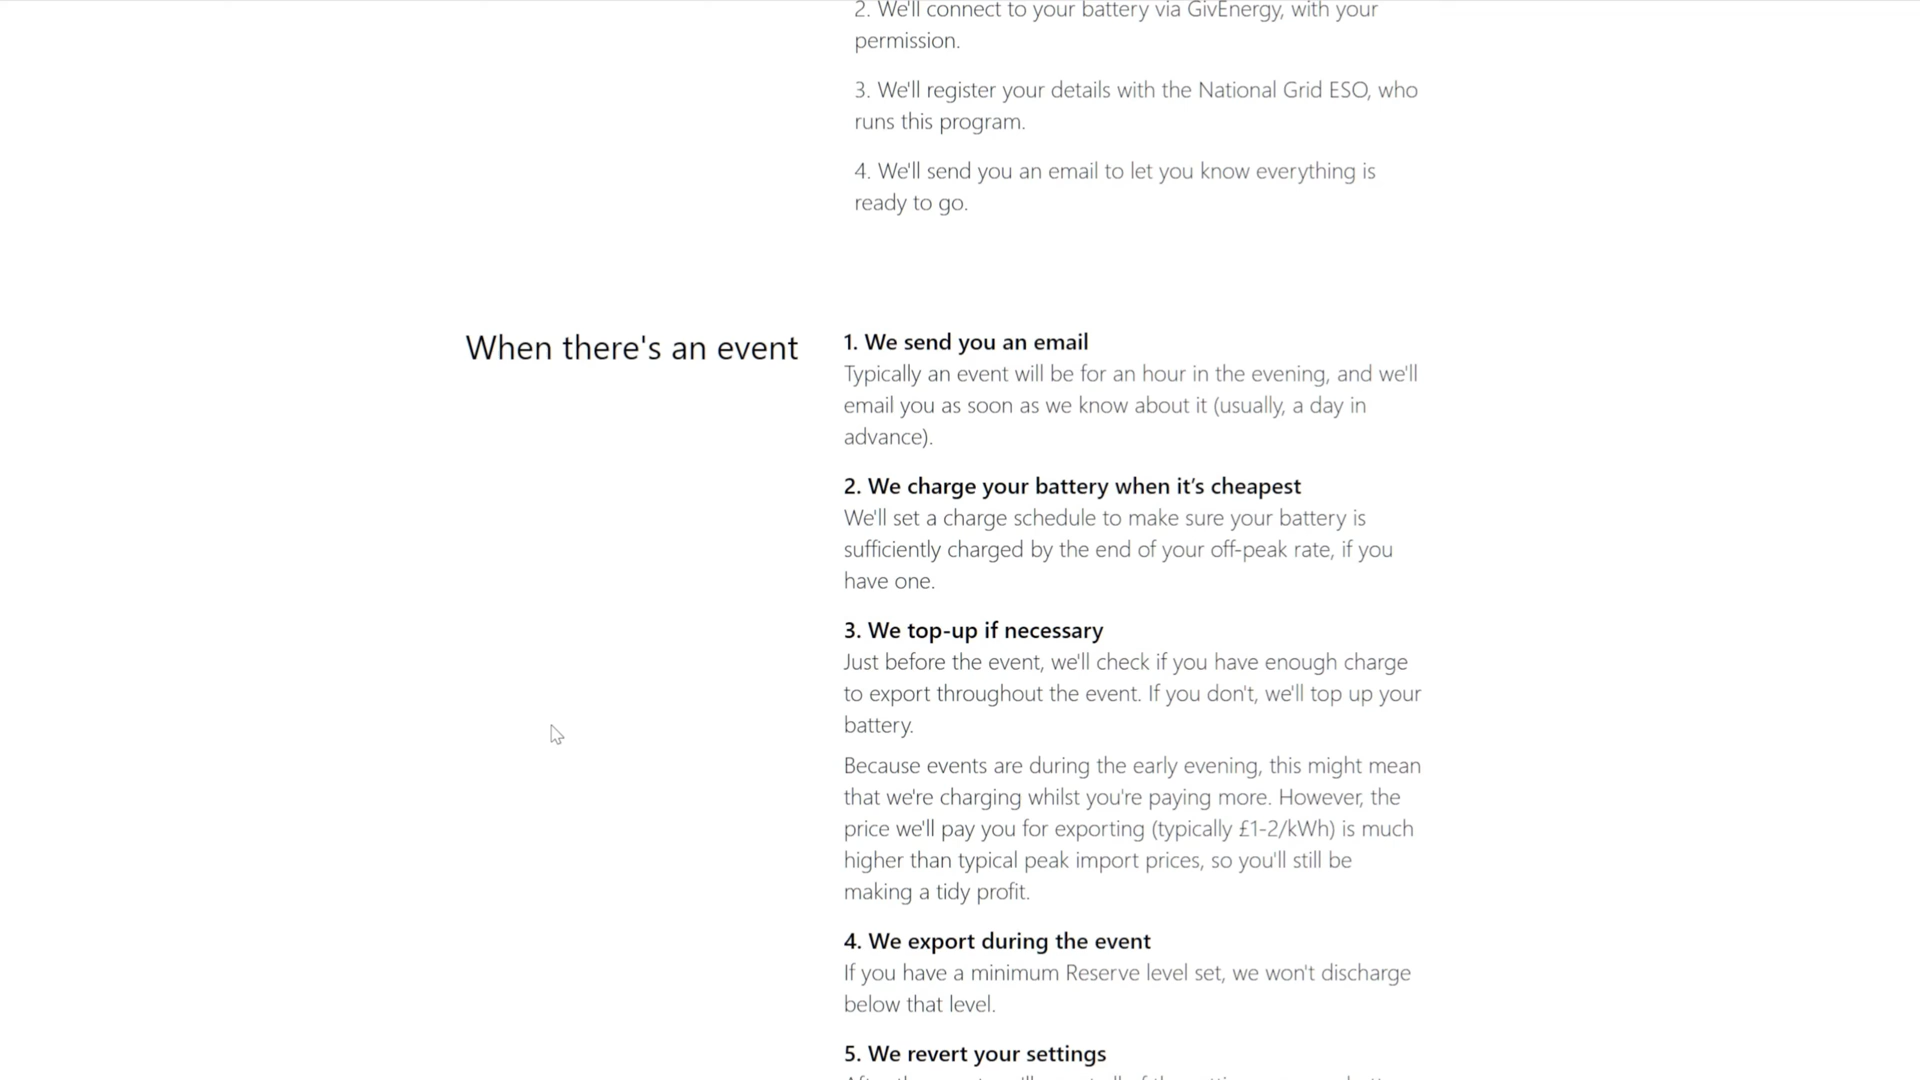 2. We'll connect to your battery via GivEnergy, with your
permission.
3. We'll register your details with the National Grid ESO, who
runs this program.
4. We'll send you an email to let you know everything is
ready to go.
When there's an event
1. We send you an email
Typically an event will be for an hour in the evening, and we'll
email you as soon as we know about it (usually, a day in
advance).
2. We charge your battery when it’s cheapest
We'll set a charge schedule to make sure your battery is
sufficiently charged by the end of your off-peak rate, if you
have one.
3. We top-up if necessary
Just before the event, we'll check if you have enough charge
to export throughout the event. If you don't, we'll top up your
battery.
Because events are during the early evening, this might mean
that we're charging whilst you're paying more. However, the
price we'll pay you for exporting (typically £1-2/kWh) is much
higher than typical peak import prices, so you'll still be
making a tidy profit.
4. We export during the event
If you have a minimum Reserve level set, we won't discharge
below that level.
5. We revert your settings